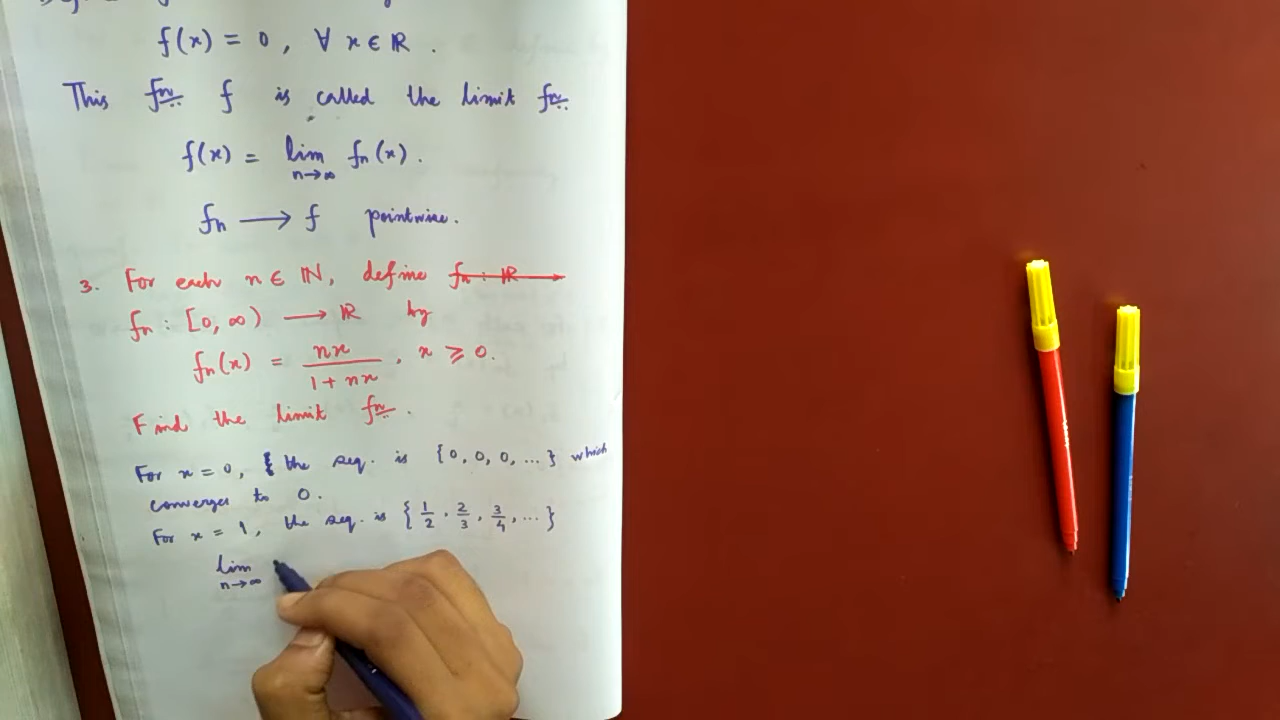 f(x) = 0, ∀ x ∈ ℝ.
This fn. f is called the limit fn.
f(x) = lim n→∞ fn(x).
fn ⟶ f pointwise.
3. For each n ∈ ℕ, define fn : ℝ →
fn : [0, ∞) ⟶ ℝ by
fn(x) = nx / 1 + nx, x ≥ 0.
Find the limit fn.
For x = 0, the seq. is {0, 0, 0, ...} which
converges to 0.
For x = 1, the seq. is {1/2, 2/3, 3/4, ...}
lim n→∞